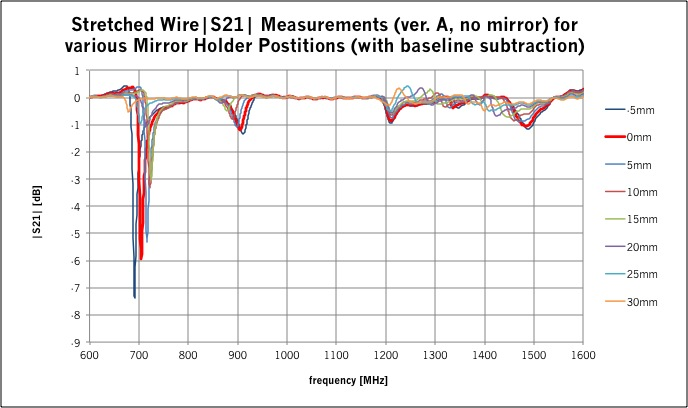 Stretched Wire|S21| Measurements (ver. A, no mirror) for
various Mirror Holder Postitions (with baseline subtraction)
1
0
-1
-2
-3
-4
-5
-6
-7
-8
-9
|S21| [dB]
600 700 800 900 1000 1100 1200 1300 1400 1500 1600
frequency [MHz]
-5mm
0mm
5mm
10mm
15mm
20mm
25mm
30mm